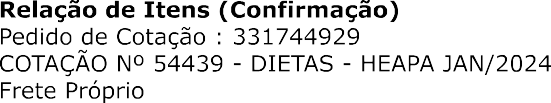 Relação de Itens (Confirmação)
Pedido de Cotação : 331744929
COTAÇÃO Nº 54439 - DIETAS - HEAPA JAN/2024
Frete Próprio